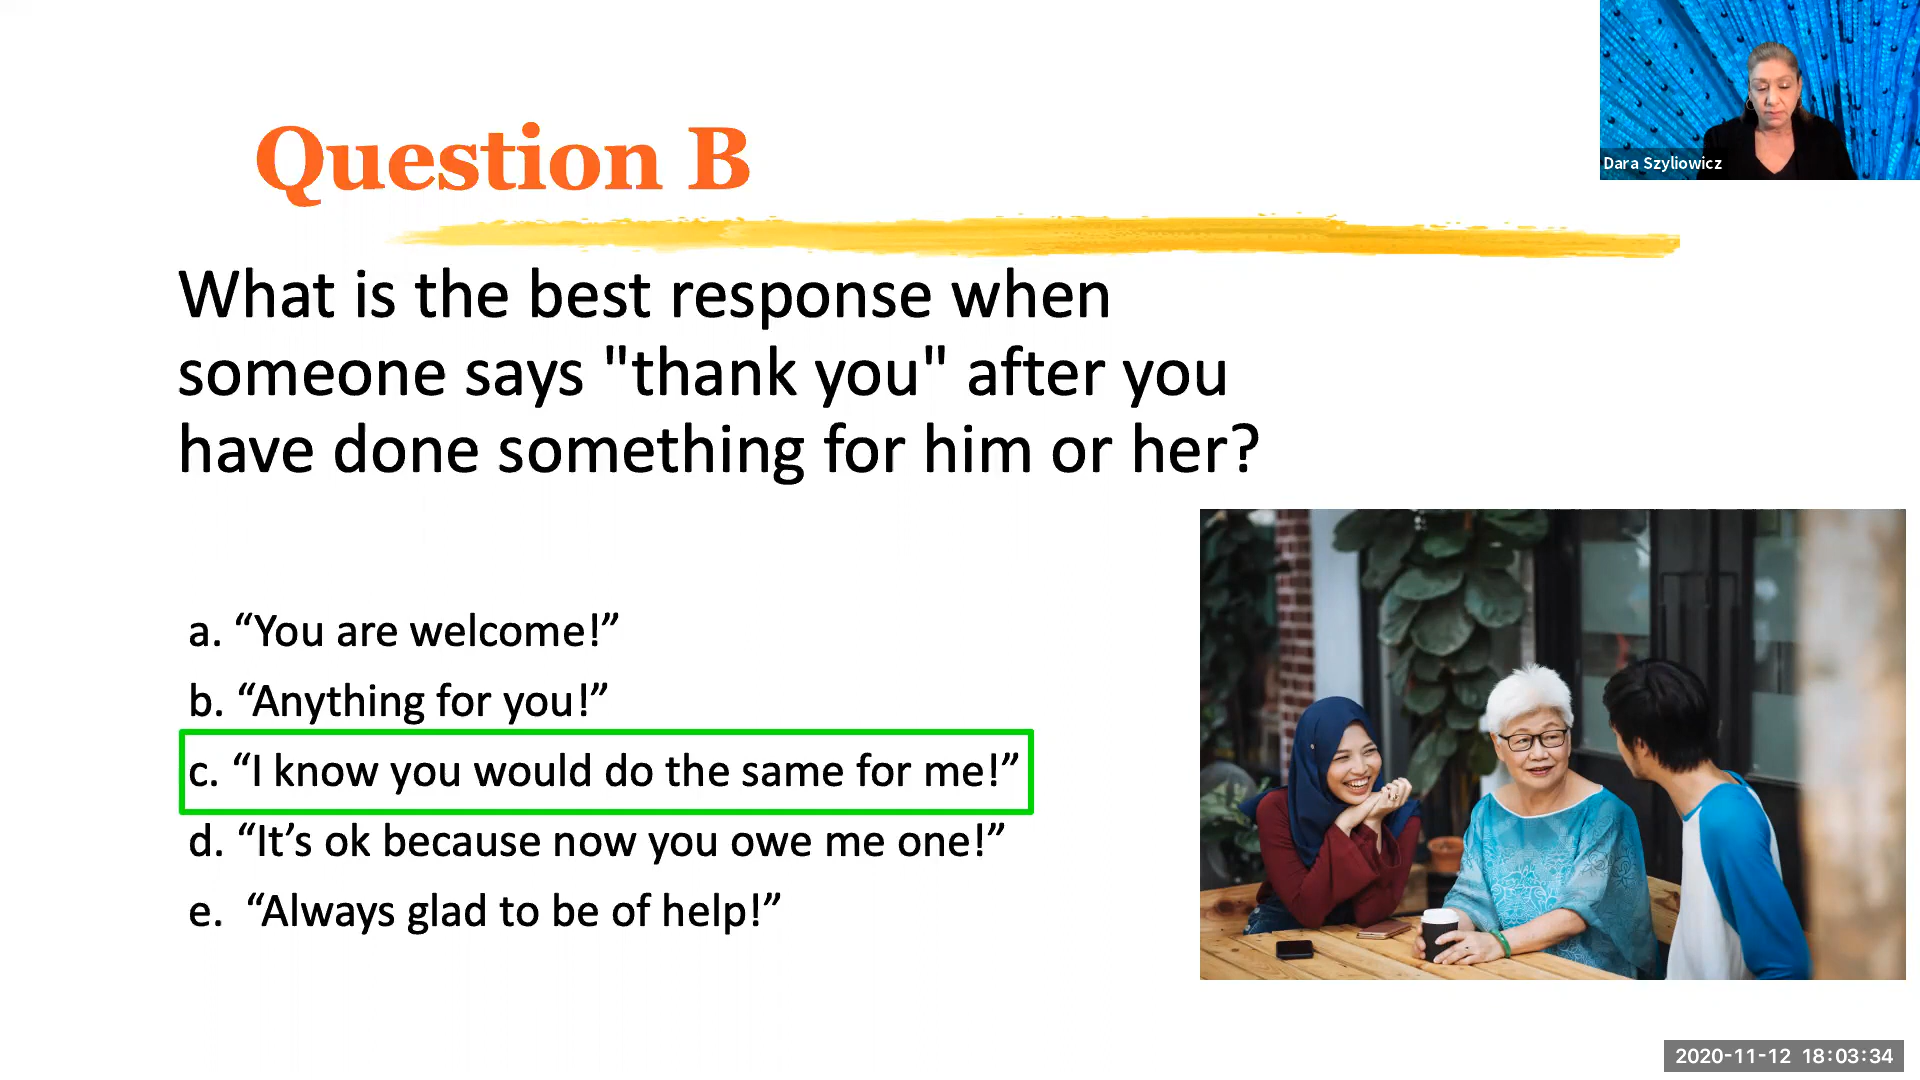 Question B
Dara Szyliowicz
What is the best response when
someone says "thank you" after you
have done something for him or her?
a. “You are welcome!”
b. “Anything for you!”
c. “I know you would do the same for me!”
d. “It’s ok because now you owe me one!”
e. “Always glad to be of help!”
2020-11-12 18:03:34